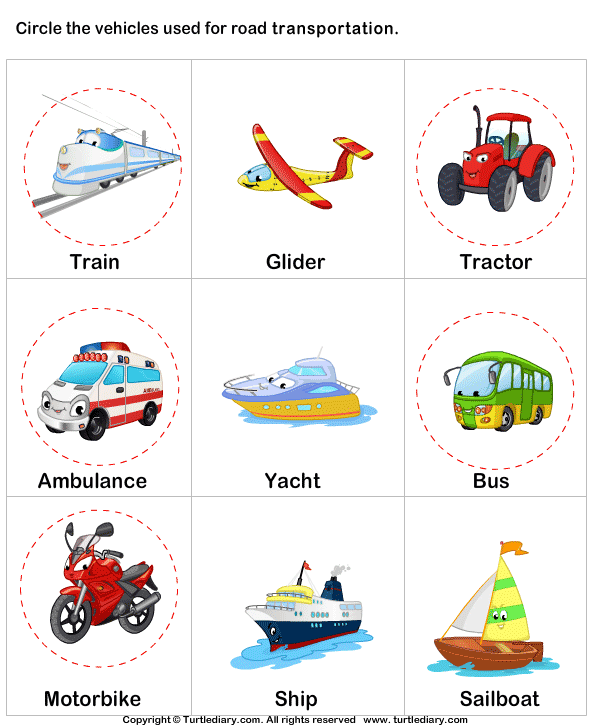 Circle the vehicles used for road transportation.
Train Glider Tractor
AMBULANCE
Ambulance Yacht Bus
Motorbike Ship Sailboat
Copyright © Turtlediary.com. All rights reserved www.turtlediary.com